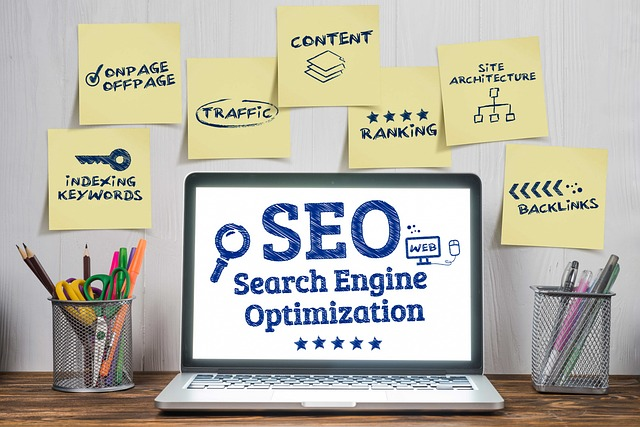 ONPAGE
OFFPAGE
TRAFFIC
CONTENT
RANKING
SITE
ARCHITECTURE
INDEXING
KEYWORDS
BACKLINKS
SEO
WEB
Search Engine
Optimization